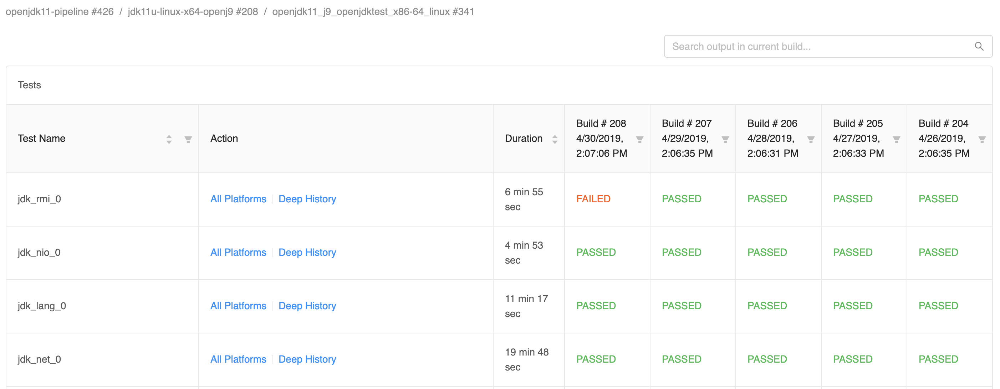 openjdk11-pipeline #426 / jdk11u-linux-x64-openj9 #208 / openjdk11_j9_openjdktest_x86-64_linux #341
Search output in current build...
Tests
Test Name
Action
Duration
Build # 208
4/30/2019,
2:07:06 PM
Build # 207
4/29/2019,
2:06:35 PM
Build # 206
4/28/2019,
2:06:31 PM
Build # 205
4/27/2019,
2:06:33 PM
Build # 204
4/26/2019,
2:06:35 PM
jdk_rmi_0
All Platforms | Deep History
6 min 55
sec
FAILED
PASSED
PASSED
PASSED
PASSED
jdk_nio_0
All Platforms | Deep History
4 min 53
sec
PASSED
PASSED
PASSED
PASSED
PASSED
jdk_lang_0
All Platforms | Deep History
11 min 17
sec
PASSED
PASSED
PASSED
PASSED
PASSED
jdk_net_0
All Platforms | Deep History
19 min 48
sec
PASSED
PASSED
PASSED
PASSED
PASSED